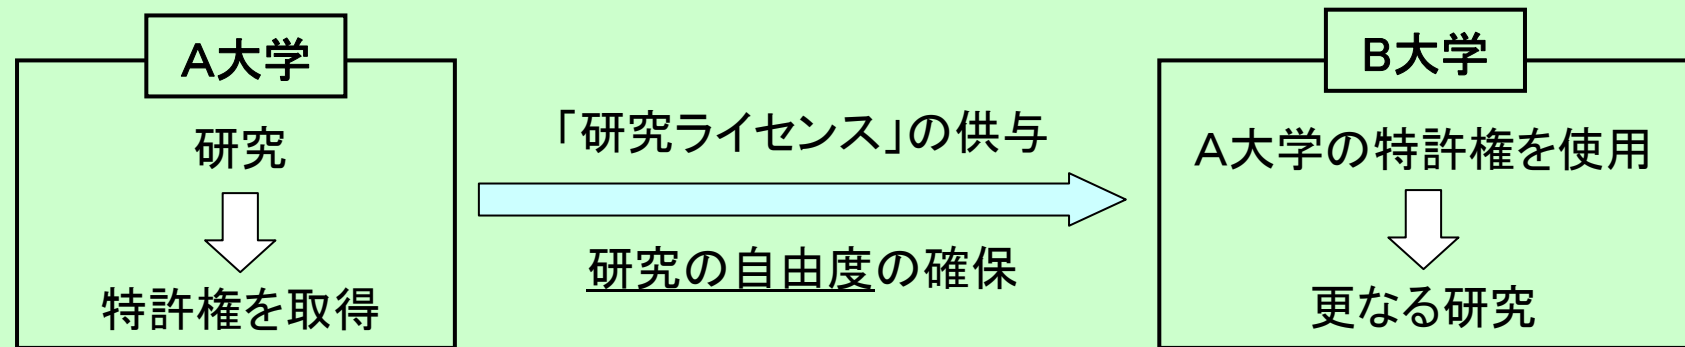 A大学
研究
特許権を取得
「研究ライセンス」の供与
研究の自由度の確保
B大学
A大学の特許権を使用
更なる研究